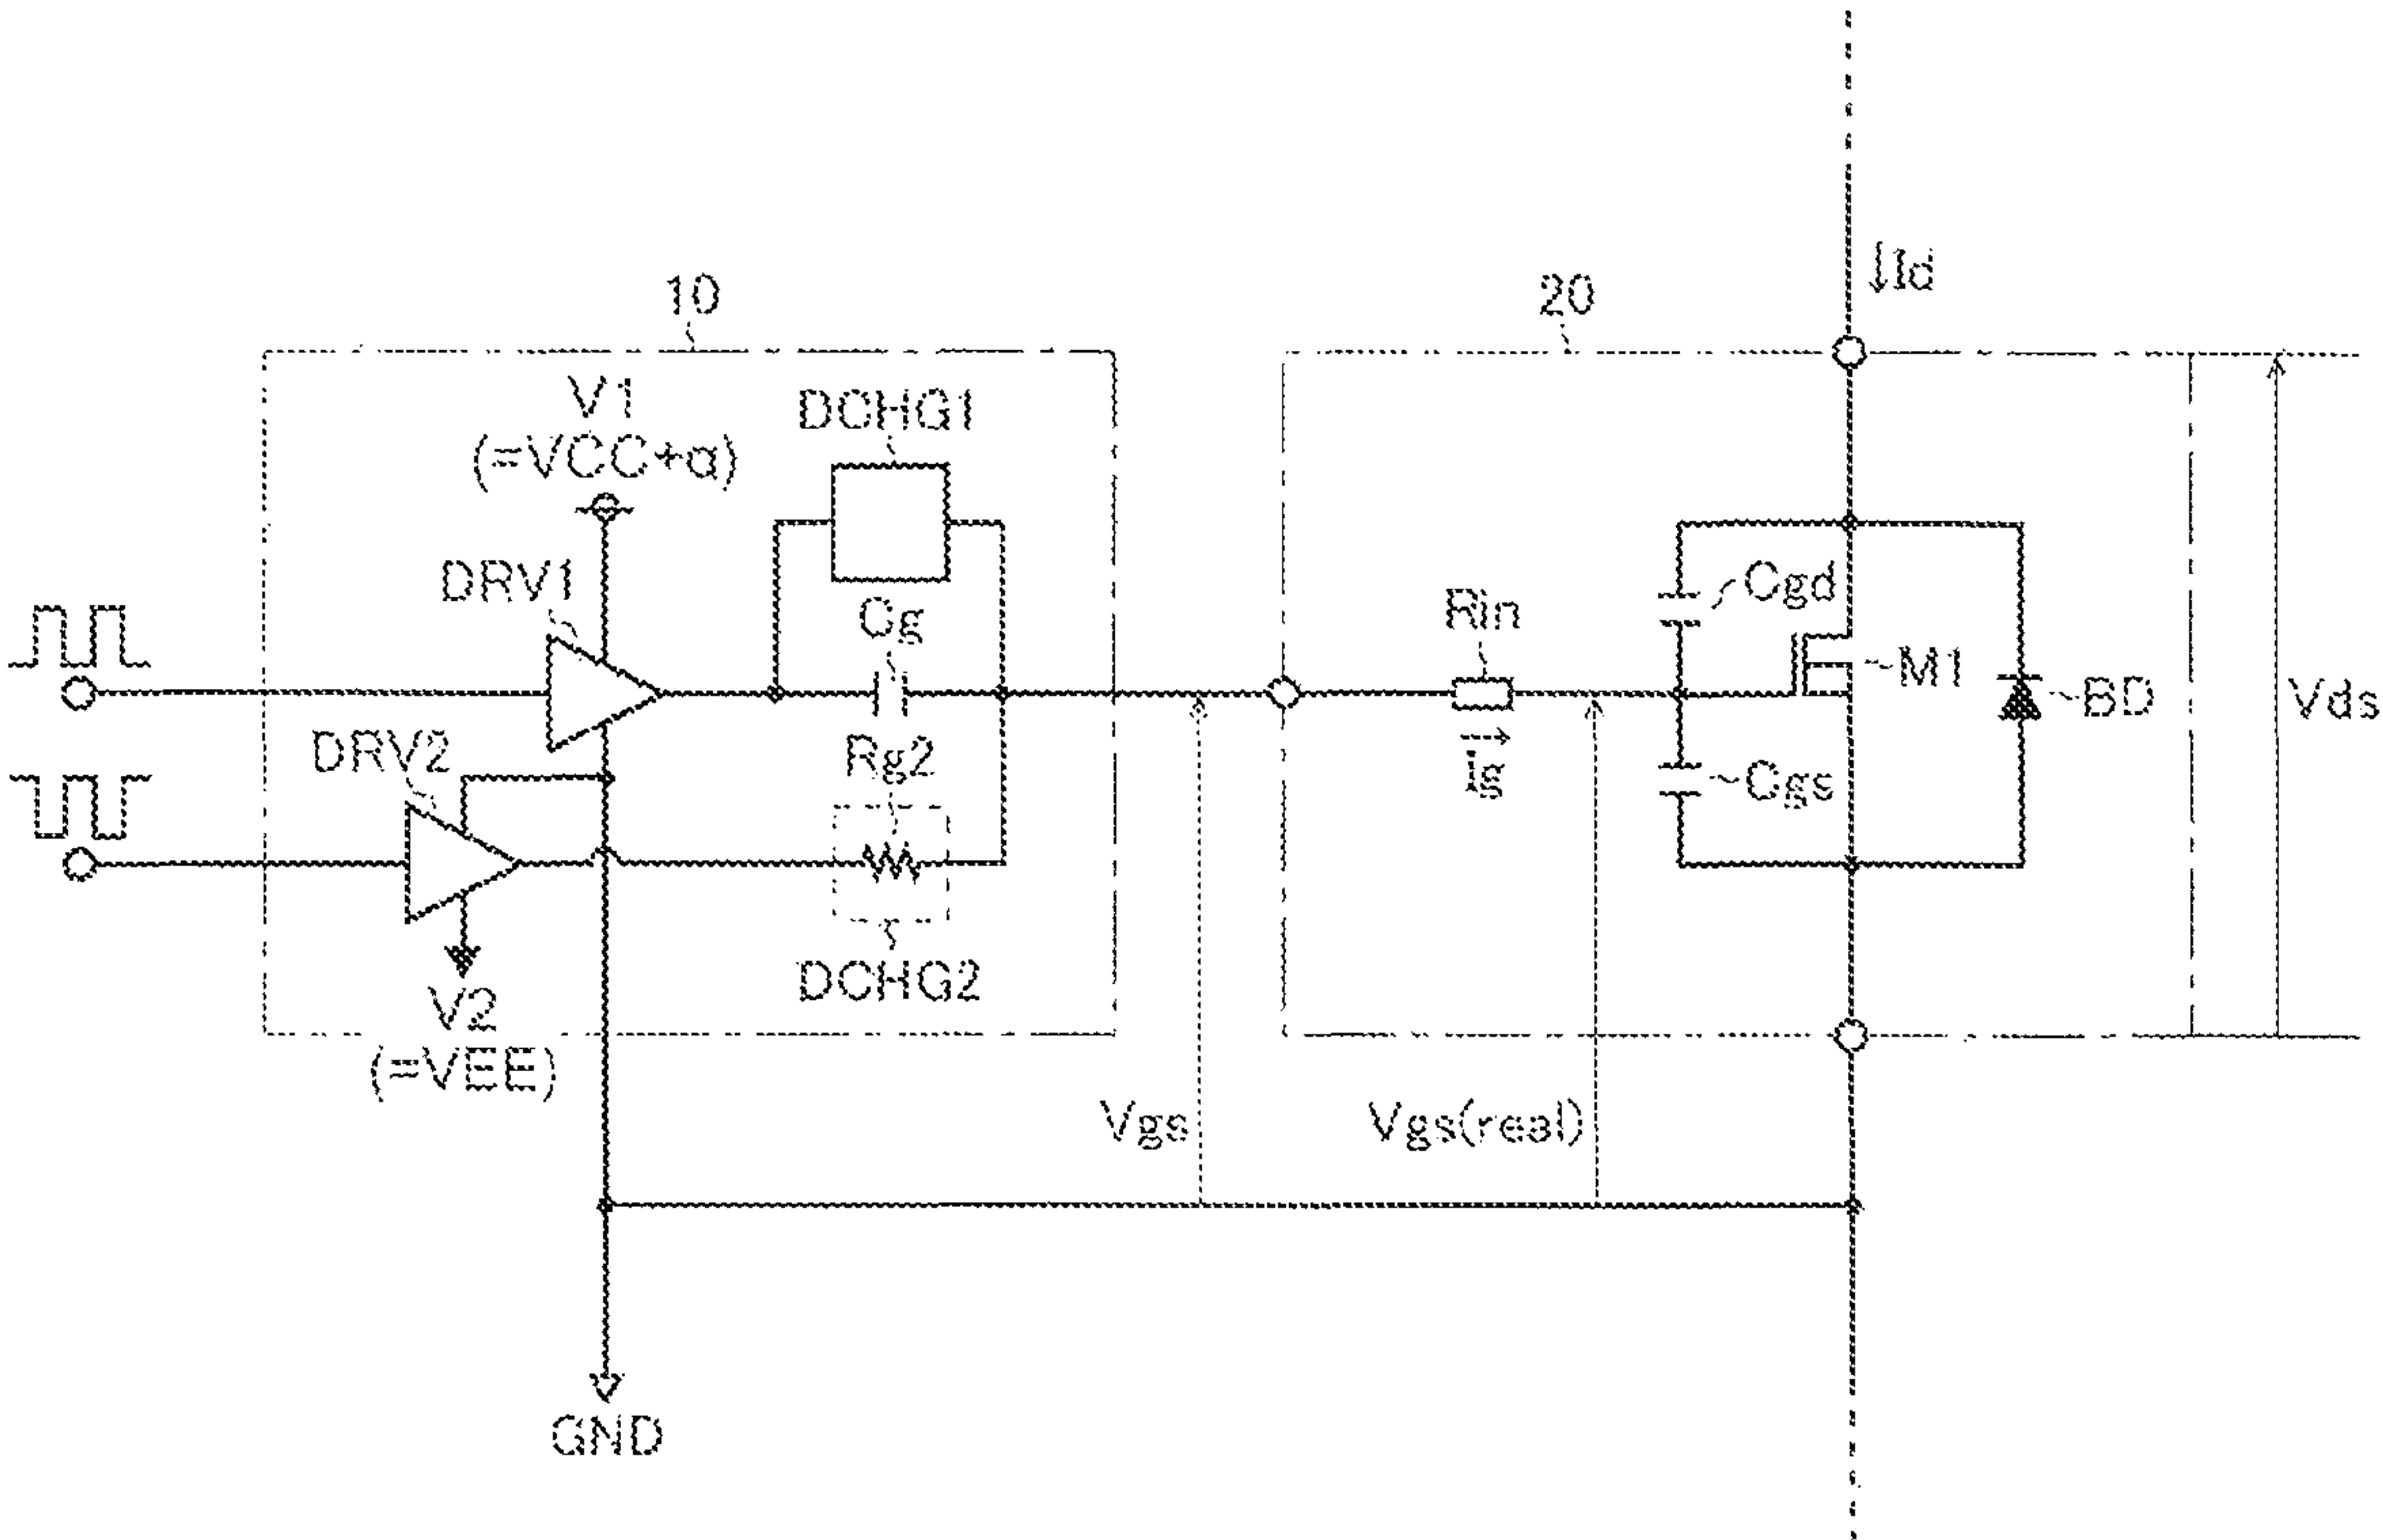 10
20
↓Id
V1
(=VCC+α)
DCHG1
DRV1
Cg
Rin
Cgd
M1
BD
Vds
DRV2
Rg2
ig
Cgs
V2
(=VEE)
DCHG2
Vgs
Vgs(real)
GND